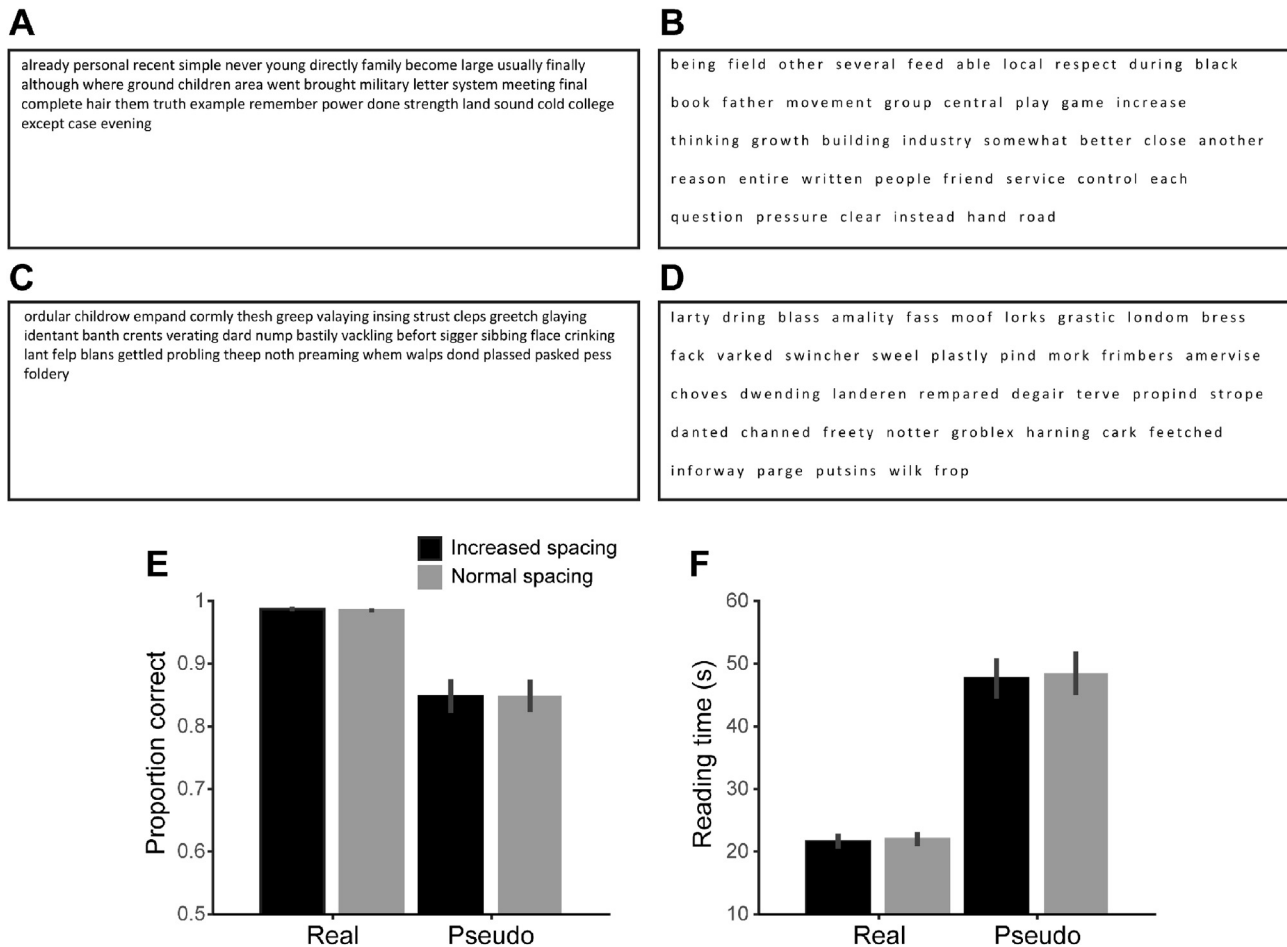 A
already personal recent simple never young directly family become large usually finally
although where ground children area went brought military letter system meeting final
complete hair them truth example remember power done strength land sound cold college
except case evening
B
being field other several feed able local respect during black
book father movement group central play game increase
thinking growth building industry somewhat better close another
reason entire written people friend service control each
question pressure clear instead hand road
C
ordular childrow empand cormly thesh greep valaying insing strust cleps greetch glaying
identant banth crents verating dard nump bastily vackling befort sigger sibbing flace crinking
lant felp blans gettled probling theep noth preaming whem walps dond plassed pasked pess
foldery
D
larty dring blass amality fass moof lorks grastic londom bress
fack varked swincher sweel plastly pind mork frimbers amervise
choves dwending landeren rempared degair terve propind strope
danted channed freety notter groblex harning cark feetched
inforway parge putsins wilk frop
E
Increased spacing
Normal spacing
Proportion correct
1
0.9
0.8
0.7
0.6
0.5
Real Pseudo
F
Reading time (s)
60
50
40
30
20
10
Real Pseudo